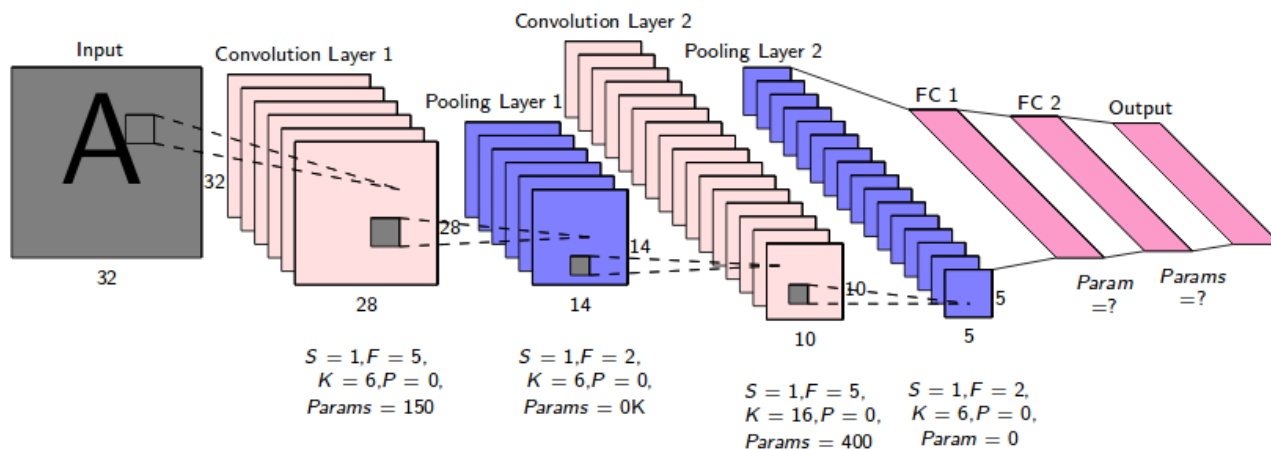 Input
A
32
32
Convolution Layer 1
28
28
S = 1,F = 5,
K = 6,P = 0,
Params = 150
Pooling Layer 1
14
14
S = 1,F = 2,
K = 6,P = 0,
Params = 0K
Convolution Layer 2
10
10
S = 1,F = 5,
K = 16,P = 0,
Params = 400
Pooling Layer 2
5
5
S = 1,F = 2,
K = 6,P = 0,
Param = 0
FC 1
Param
=?
FC 2
Params
=?
Output